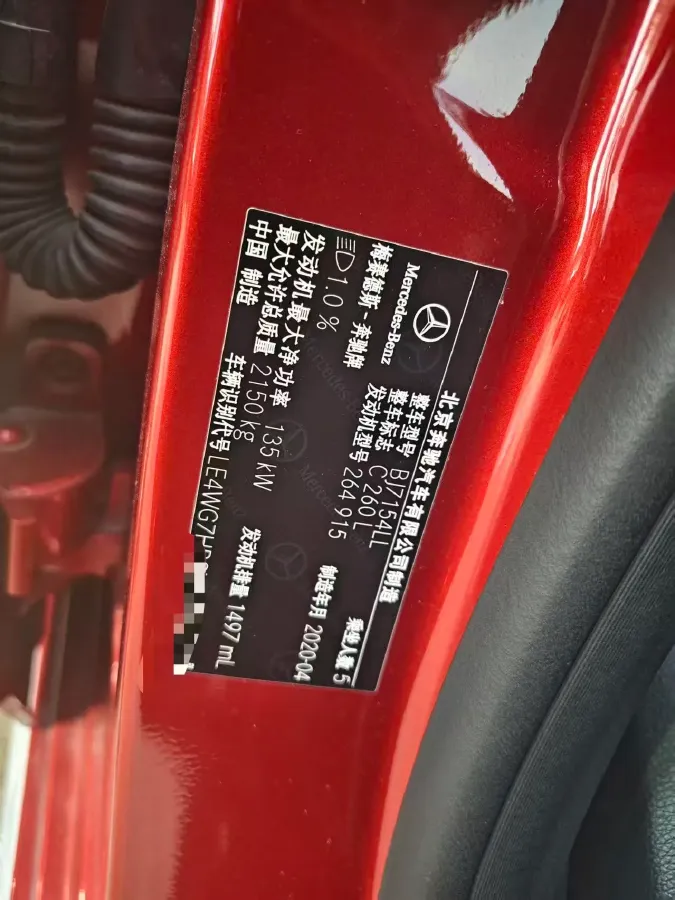 北京奔驰汽车有限公司制造
Mercedes-Benz
梅赛德斯-奔驰牌
整车型号 BJ7154LL
整车标志 C 260 L
发动机型号 264 915
乘坐人数 5
1.0 %
制造年月 2020-04
发动机最大净功率 135 kW
发动机排量 1497 mL
最大允许总质量 2150 kg
中国 制造
车辆识别代号 LE4WG7